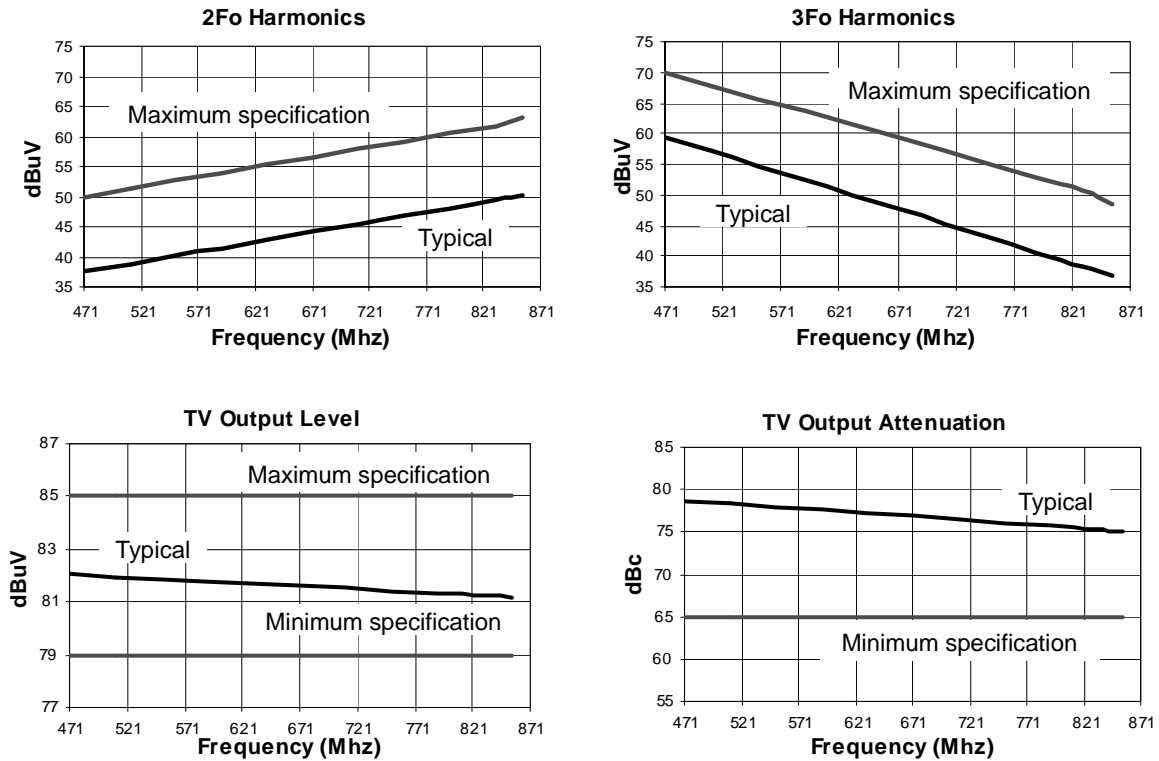 2Fo Harmonics
75
70
65
60
55
50
45
40
35
dBuV
Maximum specification
Typical
471 521 571 621 671 721 771 821 871
Frequency (Mhz)
3Fo Harmonics
75
70
65
60
55
50
45
40
35
dBuV
Maximum specification
Typical
471 521 571 621 671 721 771 821 871
Frequency (Mhz)
TV Output Level
87
85
83
81
79
77
dBuV
Maximum specification
Typical
Minimum specification
471 521 571 621 671 721 771 821 871
Frequency (Mhz)
TV Output Attenuation
85
80
75
70
65
60
55
dBc
Typical
Minimum specification
471 521 571 621 671 721 771 821 871
Frequency (Mhz)